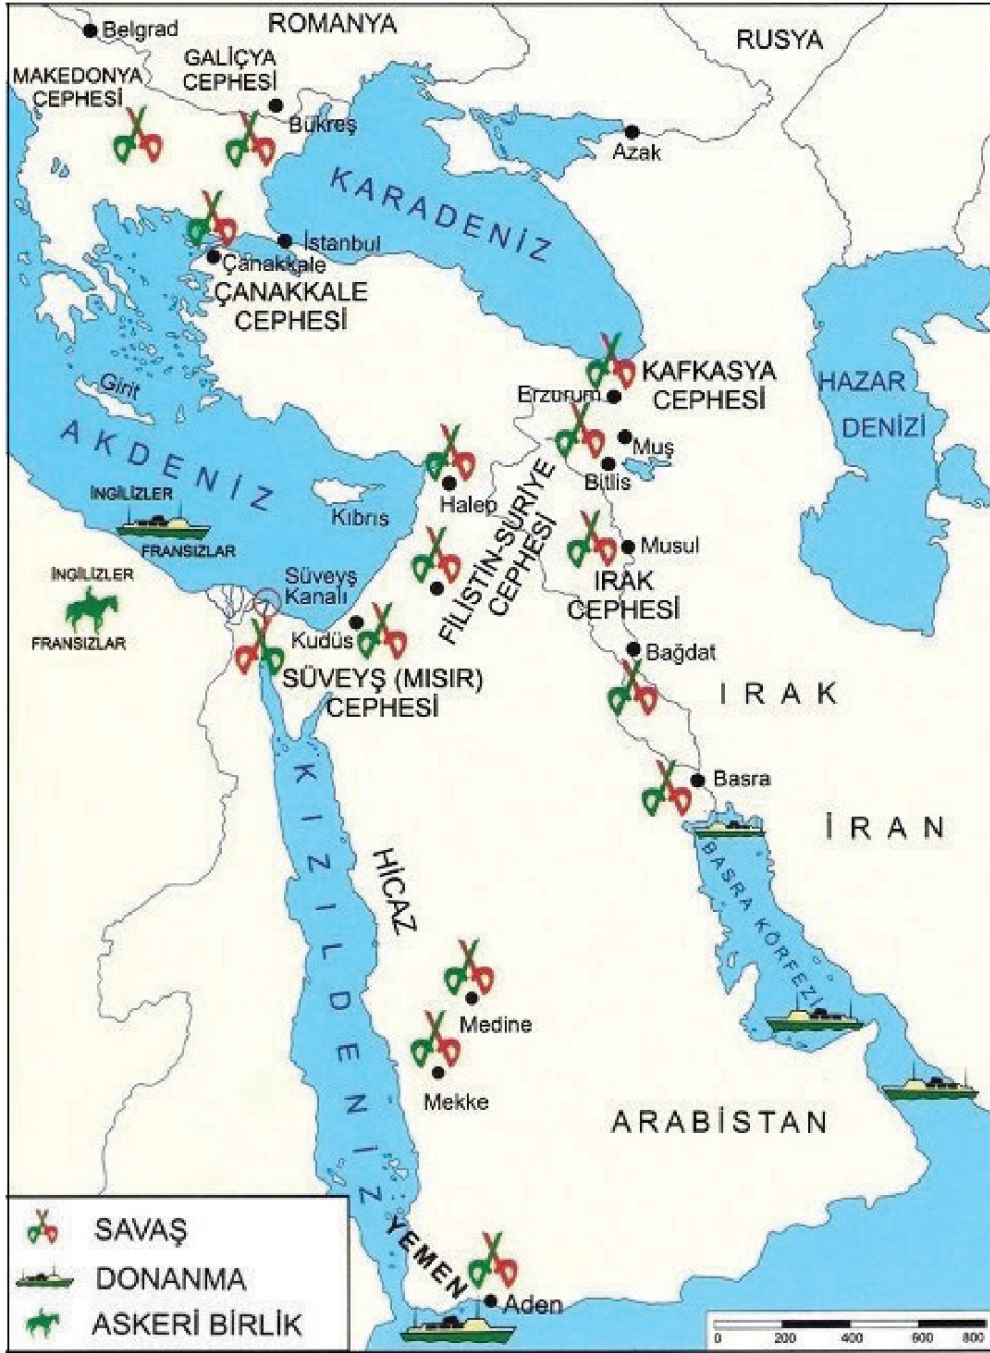 Belgrad
ROMANYA
RUSYA
GALİÇYA
CEPHESİ
MAKEDONYA
CEPHESİ
Bükreş
Azak
KARADENİZ
İstanbul
Çanakkale
ÇANAKKALE
CEPHESİ
KAFKASYA
CEPHESİ
Erzurum
HAZAR
DENİZİ
Girit
AKDENİZ
Muş
Bitlis
Halep
Kıbrıs
İNGİLİZLER
FRANSIZLAR
FİLİSTİN-SURİYE
CEPHESİ
Musul
IRAK
CEPHESİ
İNGİLİZLER
FRANSIZLAR
Süveyş
Kanalı
Kudüs
Bağdat
SÜVEYŞ (MISIR)
CEPHESİ
IRAK
Basra
İRAN
KIZILDENİZ
HİCAZ
BASRA KÖRFEZİ
Medine
Mekke
ARABİSTAN
YEMEN
Aden
SAVAŞ
DONANMA
ASKERİ BİRLİK
0 200 400 600 800